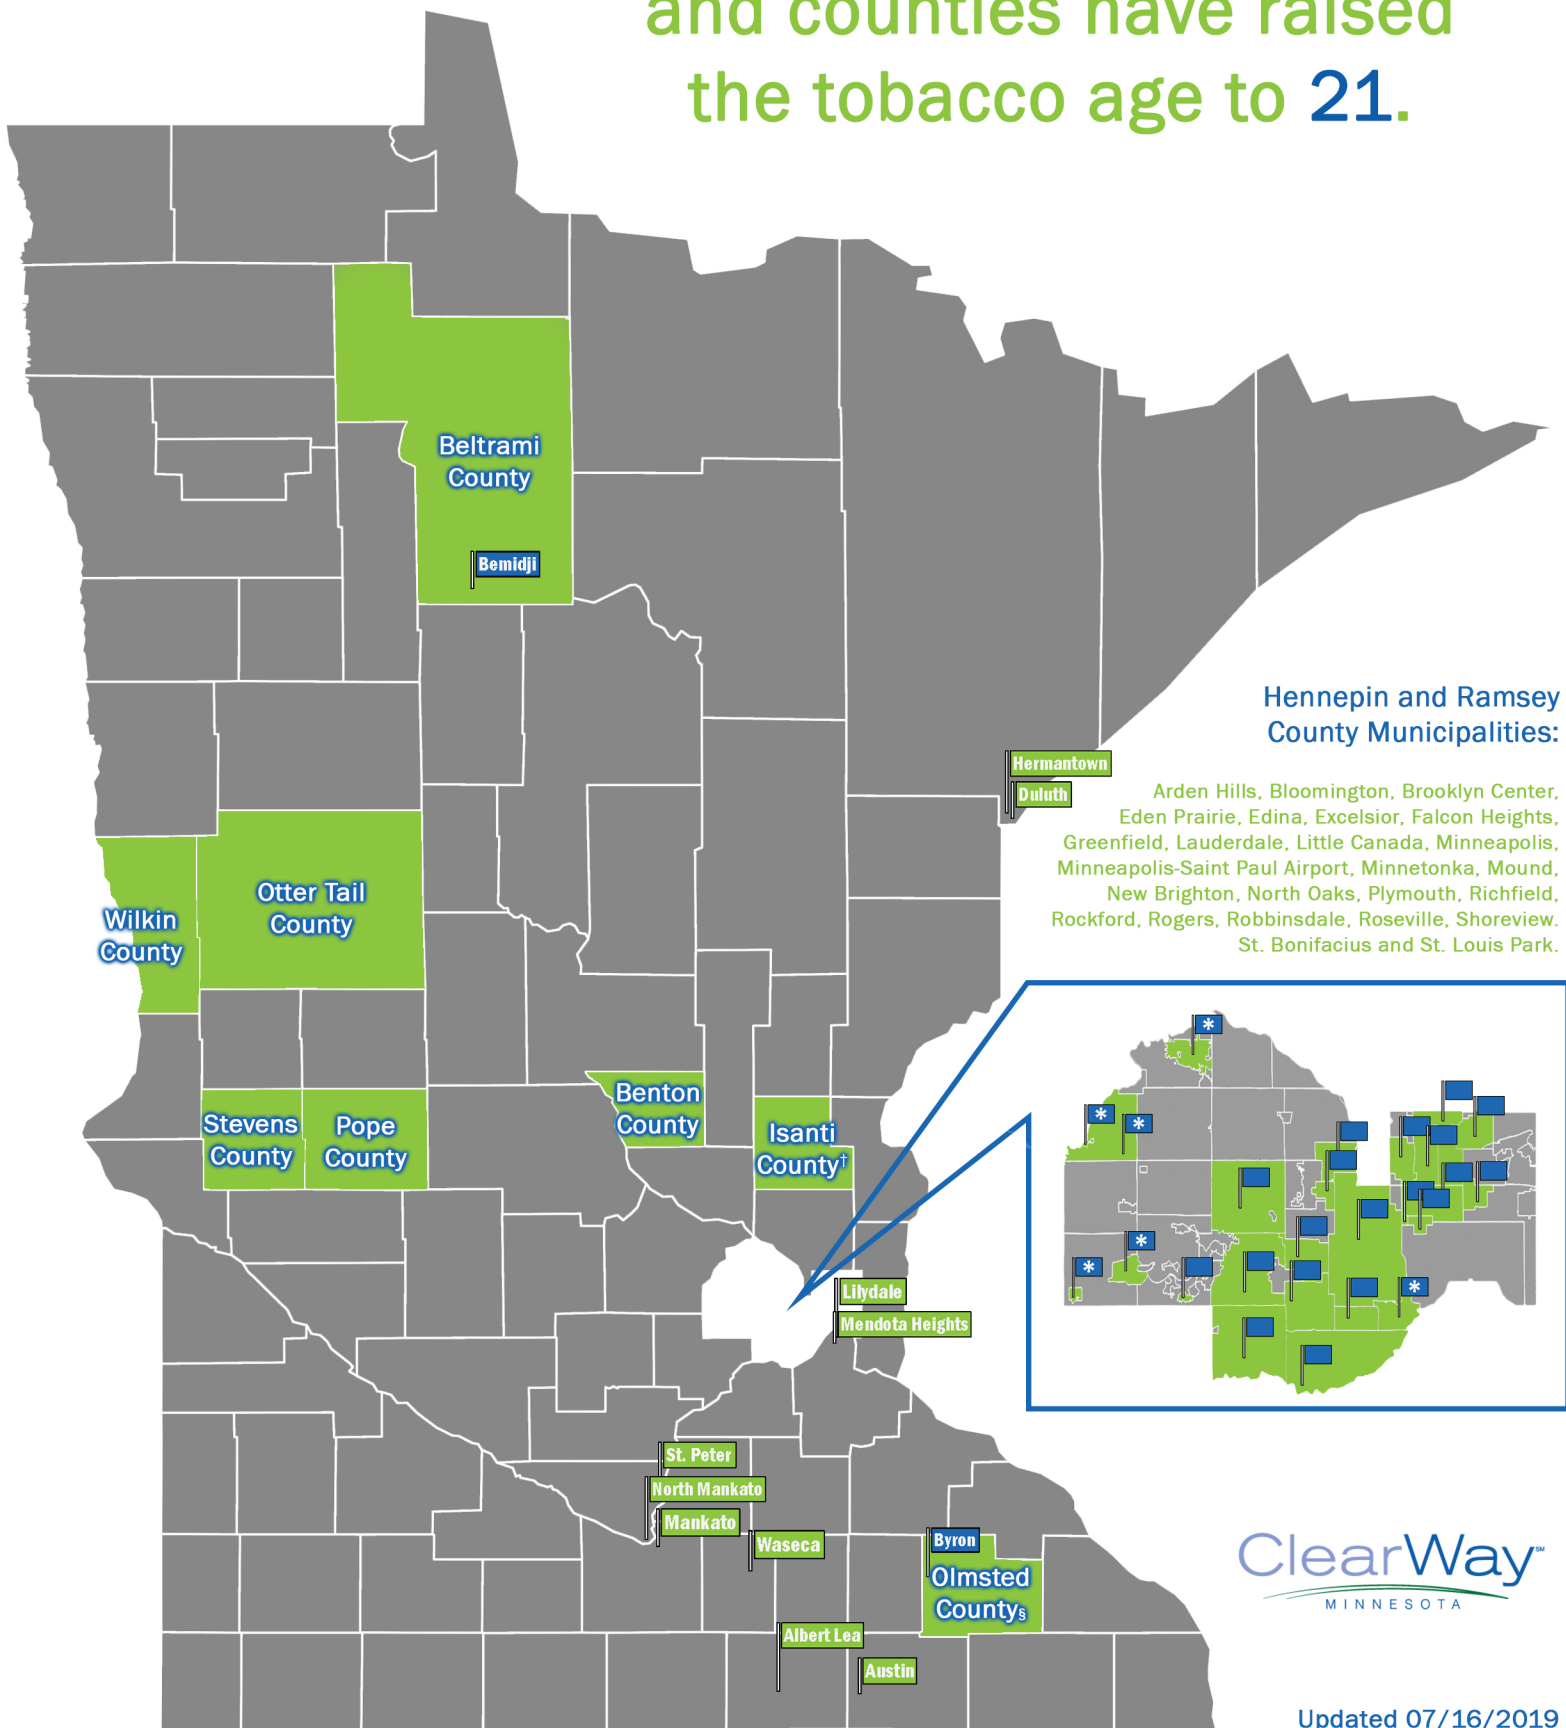 and counties have raised
the tobacco age to 21.
Beltrami
County
Bemidji
Hennepin and Ramsey
County Municipalities:
Hermantown
Duluth
Arden Hills, Bloomington, Brooklyn Center,
Eden Prairie, Edina, Excelsior, Falcon Heights,
Greenfield, Lauderdale, Little Canada, Minneapolis,
Minneapolis-Saint Paul Airport, Minnetonka, Mound,
New Brighton, North Oaks, Plymouth, Richfield,
Rockford, Rogers, Robbinsdale, Roseville, Shoreview.
St. Bonifacius and St. Louis Park.
Otter Tail
County
Wilkin
County
*
*
*
*
*
*
Benton
County
Stevens
County
Pope
County
Isanti
County†
Lilydale
Mendota Heights
St. Peter
North Mankato
Mankato
Waseca
Byron
Olmsted
County§
Albert Lea
Austin
ClearWay℠
MINNESOTA
Updated 07/16/2019